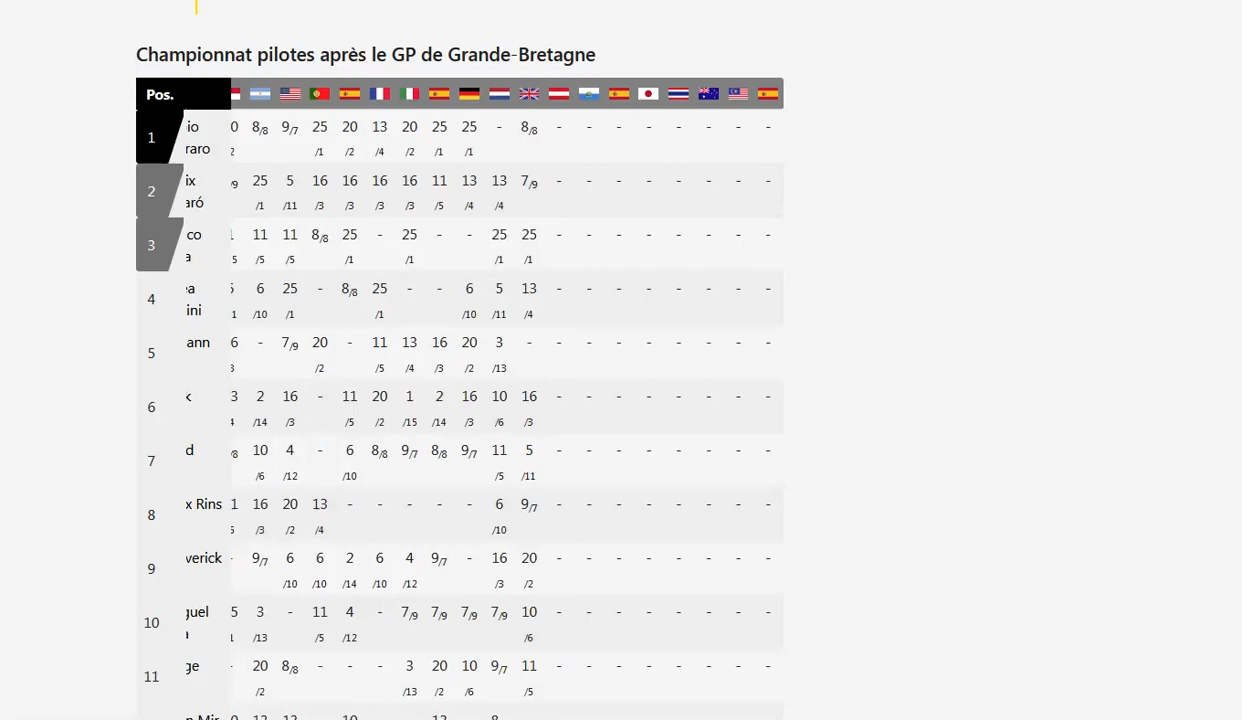 Championnat pilotes après le GP de Grande-Bretagne
Pos.
1 io 0 8/8 9/7 25 20 13 20 25 25 - 8/8 - - - - - - - -
raro 2 /1 /2 /4 /2 /1 /1
2 ix /9 25 5 16 16 16 16 11 13 13 7/9 - - - - - - - -
aró /1 /11 /3 /3 /3 /3 /5 /4 /4
3 co 1 11 11 8/8 25 - 25 - - 25 25 - - - - - - - -
a 5 /5 /5 /1 /1 /1 /1
4 ea 5 6 25 - 8/8 25 - - 6 5 13 - - - - - - - -
ini 1 /10 /1 /1 /10 /11 /4
5 ann 6 - 7/9 20 - 11 13 16 20 3 - - - - - - - - -
3 /2 /5 /4 /3 /2 /13
6 k 3 2 16 - 11 20 1 2 16 10 16 - - - - - - - -
4 /14 /3 /5 /2 /15 /14 /3 /6 /3
7 d /8 10 4 - 6 8/8 9/7 8/8 9/7 11 5 - - - - - - - -
/6 /12 /10 /5 /11
8 x Rins 1 16 20 13 - - - - - 6 9/7 - - - - - - - -
5 /3 /2 /4 /10
9 verick - 9/7 6 6 2 6 4 9/7 - 16 20 - - - - - - - -
/10 /10 /14 /10 /12 /3 /2
10 guel 5 3 - 11 4 - 7/9 7/9 7/9 7/9 10 - - - - - - - -
a 1 /13 /5 /12 /6
11 ge - 20 8/8 - - - 3 20 10 9/7 11 - - - - - - - -
/2 /13 /2 /6 /5